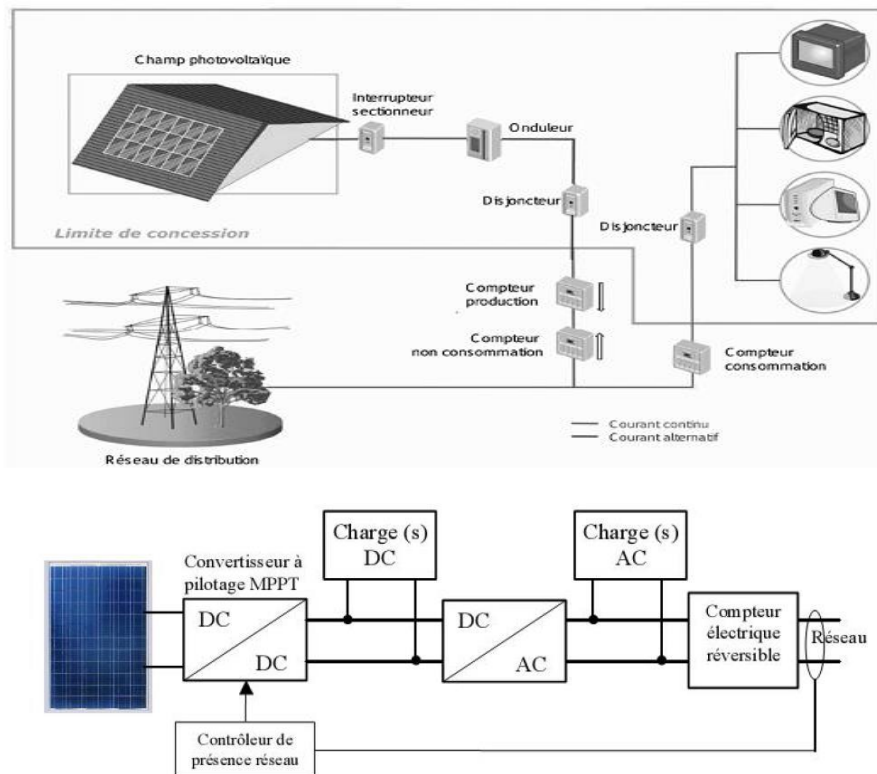 Champ photovoltaïque
Interrupteur
sectionneur
Onduleur
Disjoncteur
Disjoncteur
Limite de concession
Compteur
production
Compteur
non consommation
Compteur
consommation
Courant continu
Courant alternatif
Réseau de distribution
Convertisseur à
pilotage MPPT
Charge (s)
DC
Charge (s)
AC
DC
DC
DC
AC
Compteur
électrique
réversible
Réseau
Contrôleur de
présence réseau